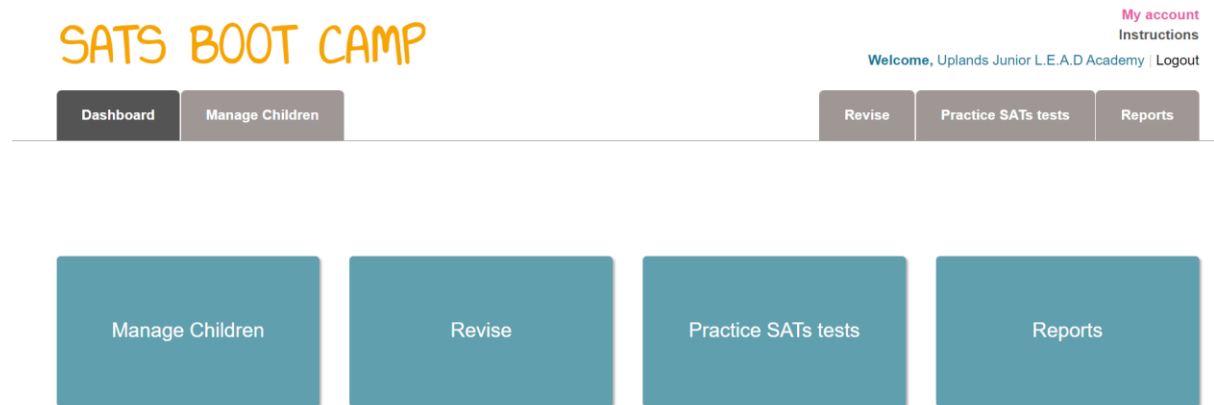 SATS BOOT CAMP
My account
Instructions
Welcome, Uplands Junior L.E.A.D Academy | Logout
Dashboard
Manage Children
Revise
Practice SATs tests
Reports
Manage Children
Revise
Practice SATs tests
Reports